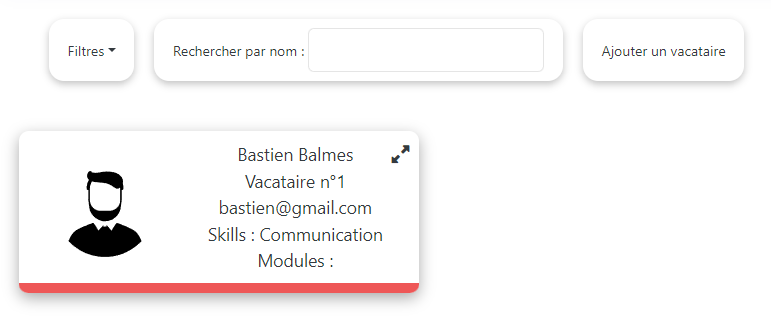 Filtres
Rechercher par nom :
Ajouter un vacataire
Bastien Balmes
Vacataire n°1
bastien@gmail.com
Skills : Communication
Modules :